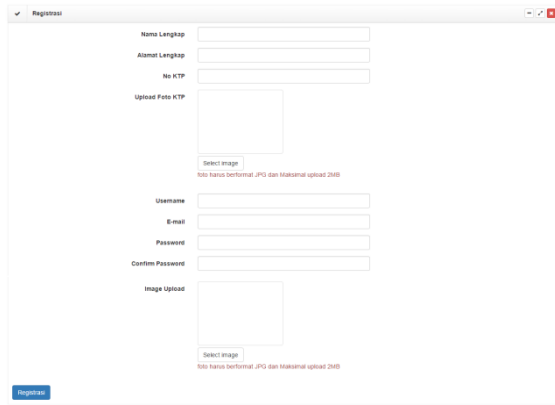 Registrasi
Nama Lengkap
Alamat Lengkap
No KTP
Upload Foto KTP
Select image
foto harus berformat JPG dan Maksimal upload 2MB
Username
E-mail
Password
Confirm Password
Image Upload
Select image
foto harus berformat JPG dan Maksimal upload 2MB
Registrasi